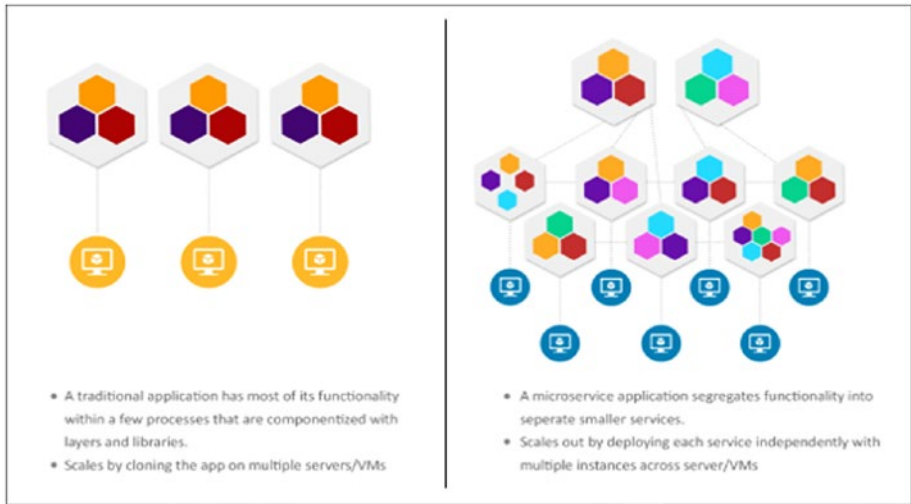 • A traditional application has most of its functionality
within a few processes that are componentized with
layers and libraries.
• Scales by cloning the app on multiple servers/VMs
• A microservice application segregates functionality into
seperate smaller services.
• Scales out by deploying each service independently with
multiple instances across server/VMs